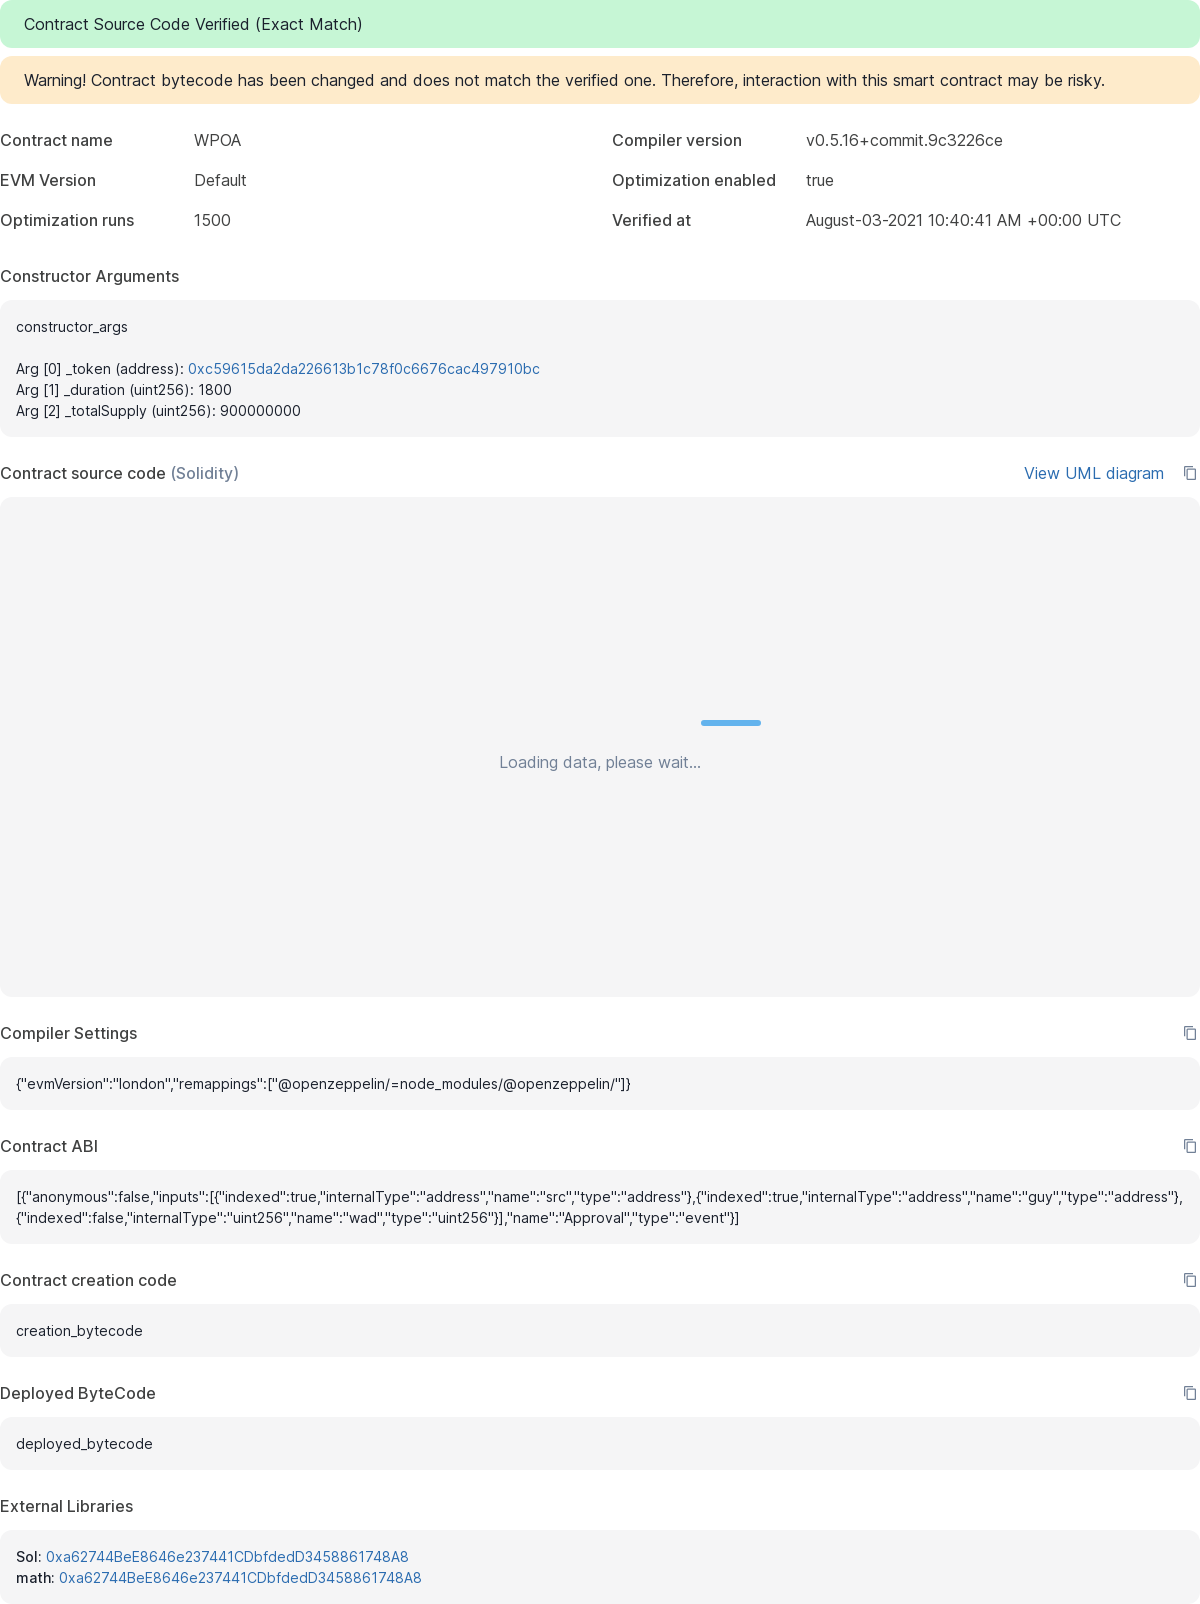 Contract Source Code Verified (Exact Match)
Warning! Contract bytecode has been changed and does not match the verified one. Therefore, interaction with this smart contract may be risky.
Contract name WPOA Compiler version v0.5.16+commit.9c3226ce
EVM Version Default Optimization enabled true
Optimization runs 1500 Verified at August-03-2021 10:40:41 AM +00:00 UTC
Constructor Arguments
constructor_args
Arg [0] _token (address): 0xc59615da2da226613b1c78f0c6676cac497910bc
Arg [1] _duration (uint256): 1800
Arg [2] _totalSupply (uint256): 900000000
Contract source code (Solidity) View UML diagram
Loading data, please wait...
Compiler Settings
{"evmVersion":"london","remappings":["@openzeppelin/=node_modules/@openzeppelin/"]}
Contract ABI
[{"anonymous":false,"inputs":[{"indexed":true,"internalType":"address","name":"src","type":"address"},{"indexed":true,"internalType":"address","name":"guy","type":"address"},
{"indexed":false,"internalType":"uint256","name":"wad","type":"uint256"}],"name":"Approval","type":"event"}]
Contract creation code
creation_bytecode
Deployed ByteCode
deployed_bytecode
External Libraries
Sol: 0xa62744BeE8646e237441CDbfdedD3458861748A8
math: 0xa62744BeE8646e237441CDbfdedD3458861748A8